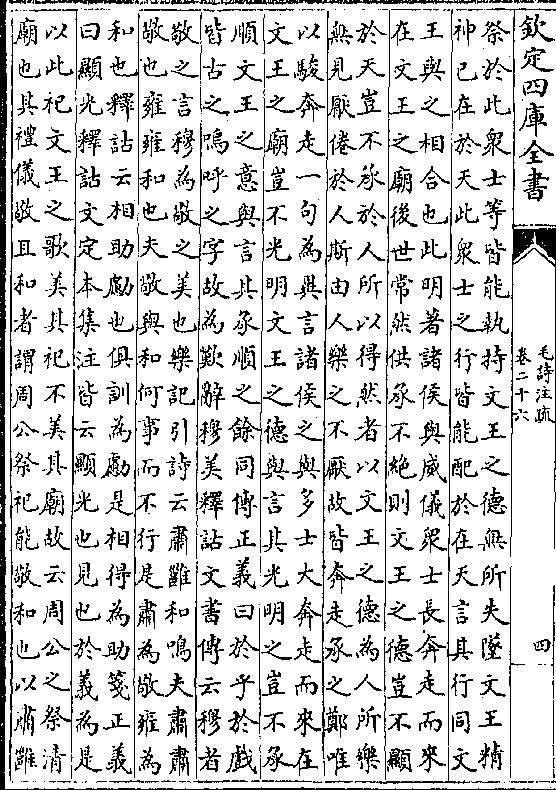 欽定四庫全書
毛詩注疏
卷二十六
四
祭於此衆士等皆能執持文王之德無所失墜文王精
神已在於天此衆士之行皆能配於在天言其行同文
王與之相合也此明著諸侯與威儀衆士長奔走而來
在文王之廟後世常然供承不絶則文王之德豈不顯
於天豈不承於人所以得然者以文王之德為人所樂
無見厭倦於人斯由人樂之不厭故皆奔走承之鄭唯
以駿奔走一句為異言諸侯之與多士大奔走而來在
文王之廟豈不光明文王之德與言其光明之豈不承
順文王之意與言其承順之餘同傳正義曰於乎於戲
皆古之嗚呼之字故為歎辭穆美釋詁文書傳云穆者
敬之言穆為敬之美也樂記引詩云肅雝和鳴夫肅肅
敬也雍雍和也夫敬與和何事而不行是肅為敬雍為
和也釋詁云相助勴也俱訓為勴是相得為助箋正義
曰顯光釋詁文定本集注皆云顯光也見也於義為是
以此祀文王之歌美其祀不美其廟故云周公之祭清
廟也其禮儀敬且和者謂周公祭祀能敬和也以肅雝